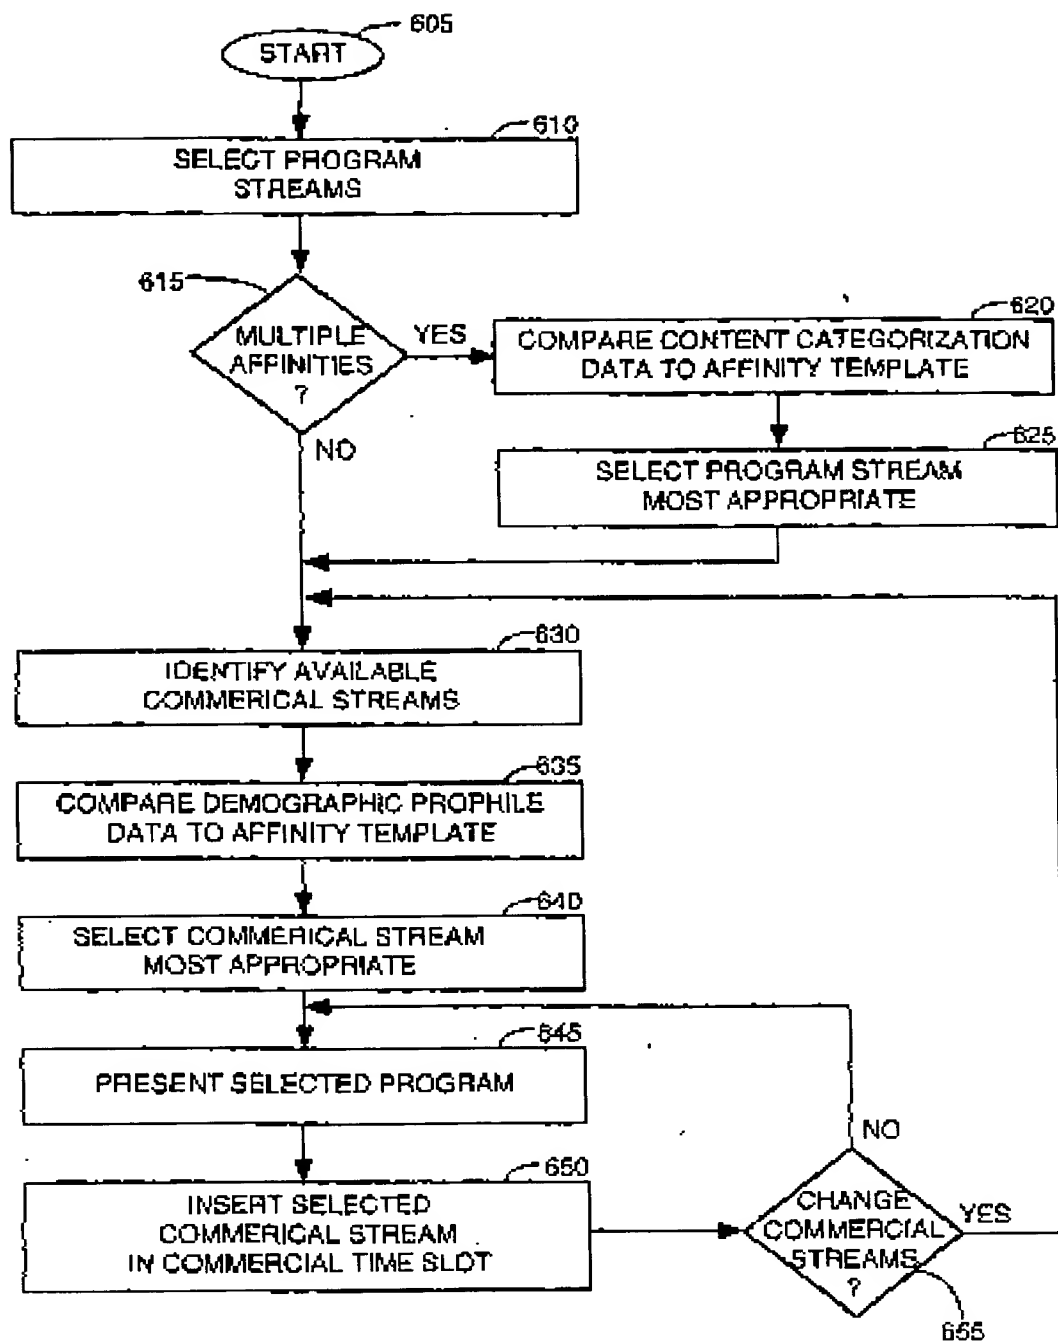 605
START
610
SELECT PROGRAM
STREAMS
615
MULTIPLE
AFFINITIES
?
YES
NO
620
COMPARE CONTENT CATEGORIZATION
DATA TO AFFINITY TEMPLATE
625
SELECT PROGRAM STREAM
MOST APPROPRIATE
630
IDENTIFY AVAILABLE
COMMERICAL STREAMS
635
COMPARE DEMOGRAPHIC PROPHILE
DATA TO AFFINITY TEMPLATE
640
SELECT COMMERICAL STREAM
MOST APPROPRIATE
645
PRESENT SELECTED PROGRAM
650
INSERT SELECTED
COMMERICAL STREAM
IN COMMERCIAL TIME SLOT
NO
CHANGE
COMMERCIAL
STREAMS
?
YES
655